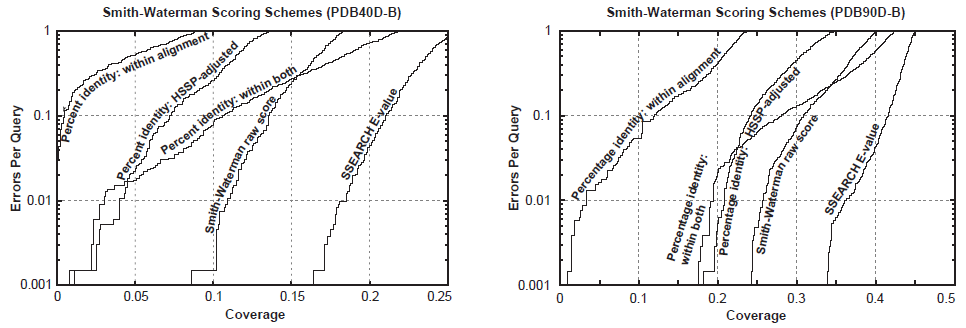 Smith-Waterman Scoring Schemes (PDB40D-B)
1
0.1
0.01
0.001
Errors Per Query
Percent identity: within alignment
Percent identity: HSSP-adjusted
Percent identity: within both
Smith-Waterman raw score
SSEARCH E-value
0 0.05 0.1 0.15 0.2 0.25
Coverage
Smith-Waterman Scoring Schemes (PDB90D-B)
1
0.1
0.01
0.001
Errors Per Query
Percentage identity: within alignment
Percentage identity:
within both
Percentage identity: HSSP-adjusted
Smith-Waterman raw score
SSEARCH E-value
0 0.1 0.2 0.3 0.4 0.5
Coverage